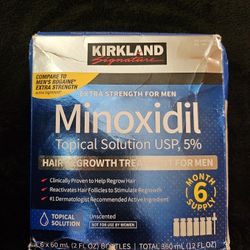 KIRKLAND
Signature
COMPARE TO
MEN'S ROGAINE®
EXTRA STRENGTH
active ingredient†
EXTRA STRENGTH FOR MEN
Minoxidil
Topical Solution USP, 5%
HAIR REGROWTH TREATMENT FOR MEN
• Clinically Proven to Help Regrow Hair
• Reactivates Hair Follicles to Stimulate Regrowth
• #1 Dermatologist Recommended Active Ingredient
MONTH
6
SUPPLY
TOPICAL
SOLUTION
Unscented
NOT FOR USE BY WOMEN
6 x 60 mL (2 FL OZ) BOTTLES | TOTAL 360 mL (12 FL OZ)